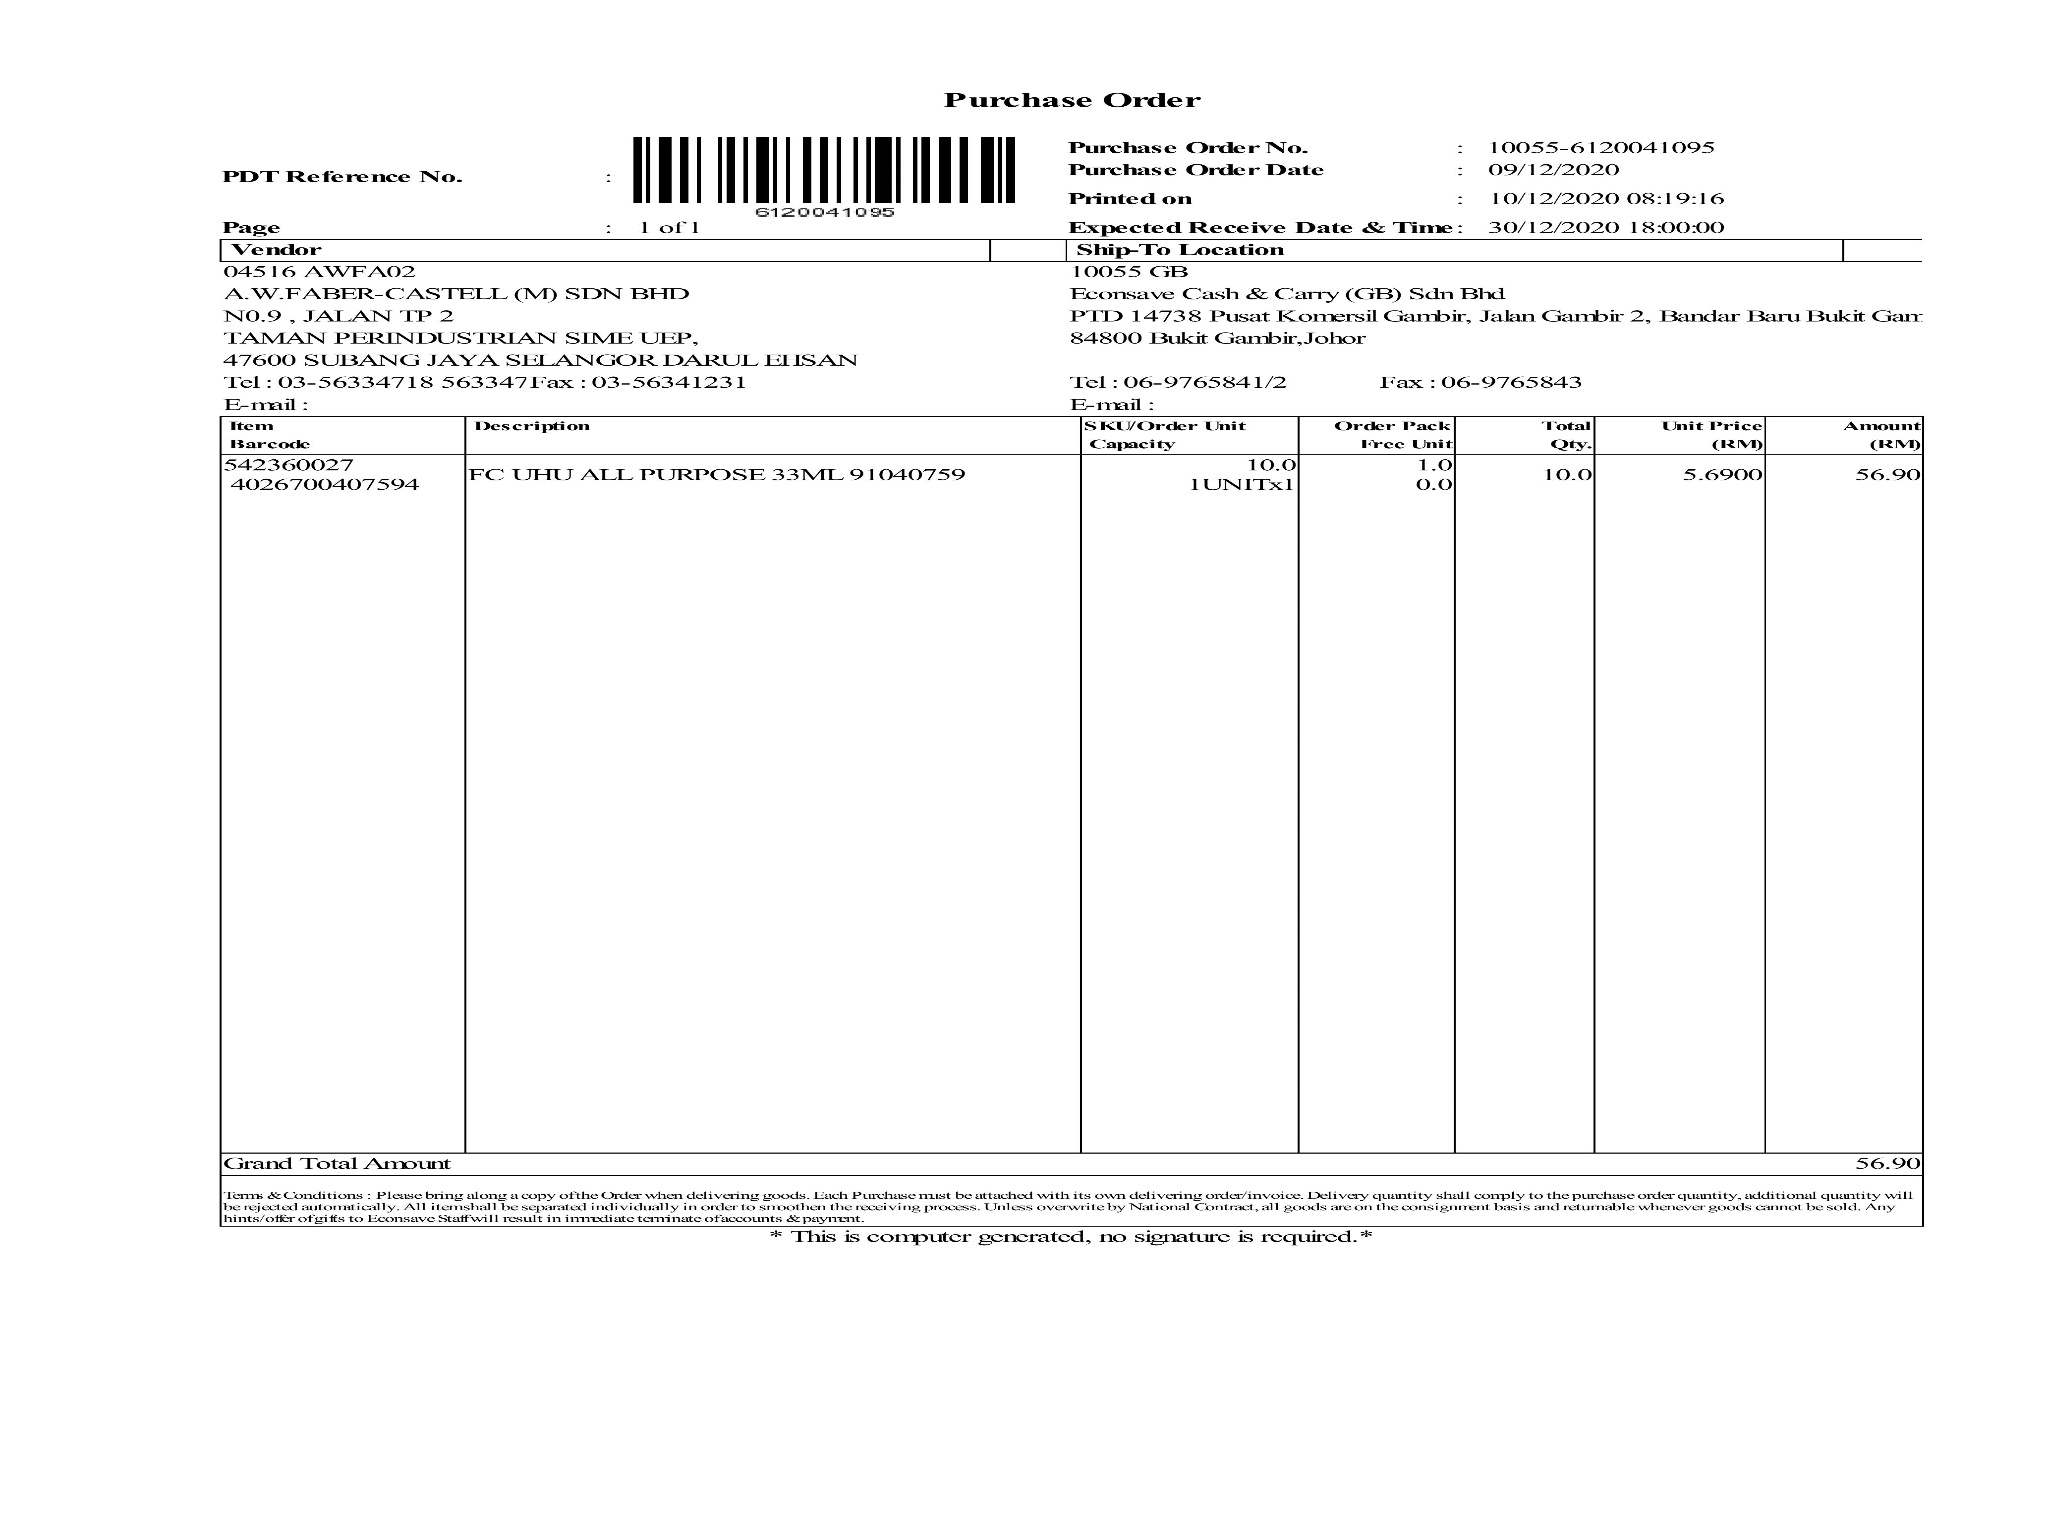 Purchase Order
PDT Reference No. :
6120041095
Page : 1 of 1
Purchase Order No. : 10055-6120041095
Purchase Order Date : 09/12/2020
Printed on : 10/12/2020 08:19:16
Expected Receive Date & Time : 30/12/2020 18:00:00
Vendor
04516 AWFA02
A.W.FABER-CASTELL (M) SDN BHD
N0.9 , JALAN TP 2
TAMAN PERINDUSTRIAN SIME UEP,
47600 SUBANG JAYA SELANGOR DARUL EHSAN
Tel : 03-56334718 563347Fax : 03-56341231
E-mail :
Ship-To Location
10055 GB
Econsave Cash & Carry (GB) Sdn Bhd
PTD 14738 Pusat Komersil Gambir, Jalan Gambir 2, Bandar Baru Bukit Gam
84800 Bukit Gambir,Johor
Tel : 06-9765841/2 Fax : 06-9765843
E-mail :
Item Description SKU/Order Unit Order Pack Total Unit Price Amount
Barcode Capacity Free Unit Qty. (RM) (RM)
542360027 10.0 1.0
FC UHU ALL PURPOSE 33ML 91040759 10.0 5.6900 56.90
4026700407594 1UNITx1 0.0
Grand Total Amount 56.90
Terms & Conditions : Please bring along a copy of the Order when delivering goods. Each Purchase must be attached with its own delivering order/invoice. Delivery quantity shall comply to the purchase order quantity, additional quantity will
be rejected automatically. All item shall be separated individually in order to smoothen the receiving process. Unless overwrite by National Contract, all goods are on the consignment basis and returnable whenever goods cannot be sold. Any
hints/offer of gifts to Econsave Staff will result in immediate terminate of accounts & payment.
* This is computer generated, no signature is required.*